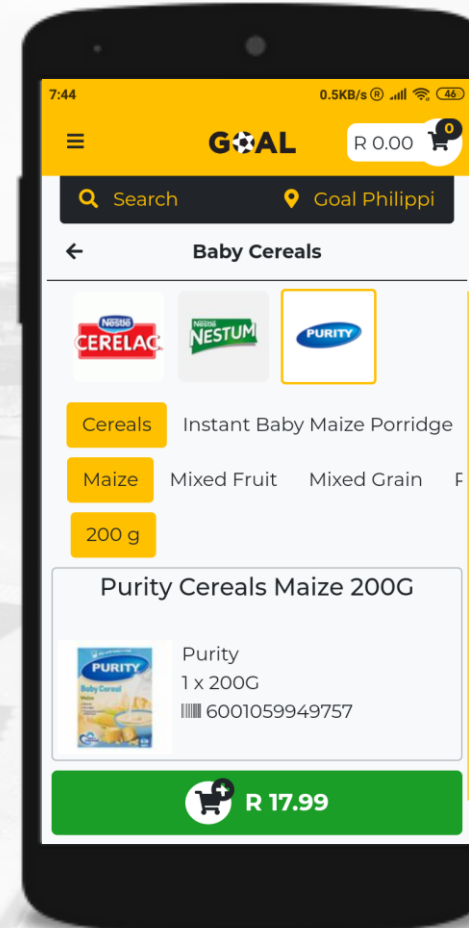 7:44 0.5KB/s R 46
GOAL R 0.00 0
Search Goal Philippi
Baby Cereals
Nestlé CERELAC
Nestlé NESTUM
PURITY
Cereals Instant Baby Maize Porridge
Maize Mixed Fruit Mixed Grain
200 g
Purity Cereals Maize 200G
PURITY
Baby Cereal
Maize
Purity
1 x 200G
6001059949757
R 17.99